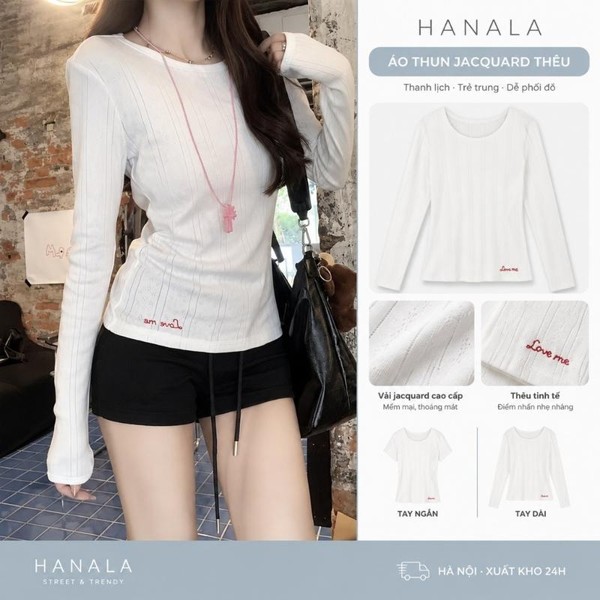 HANALA
ÁO THUN JACQUARD THÊU
Thanh lịch · Trẻ trung · Dễ phối đồ
Love me
Love me
Love me
Vải jacquard cao cấp
Mềm mại, thoáng mát
Thêu tinh tế
Điểm nhấn nhẹ nhàng
TAY NGẮN
TAY DÀI
HANALA
STREET & TRENDY
HÀ NỘI · XUẤT KHO 24H